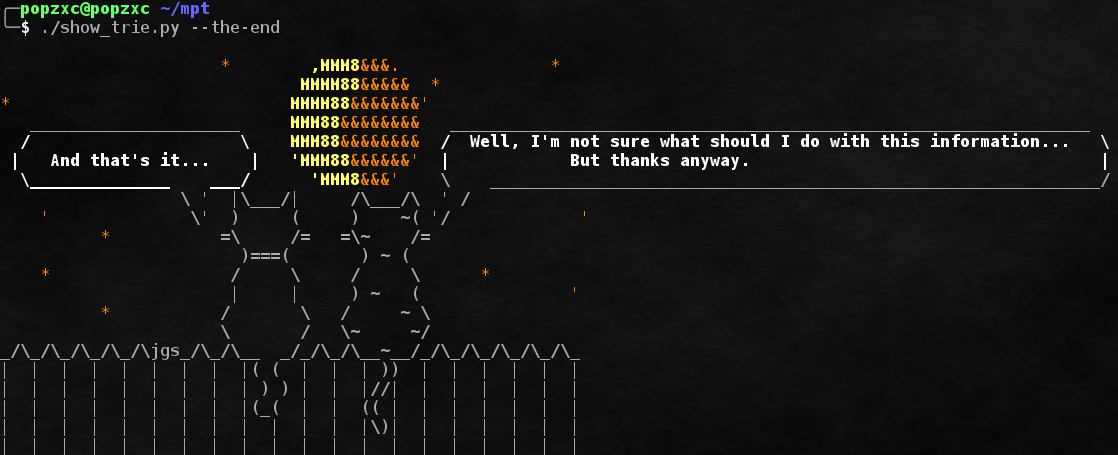 popzxc@popzxc ~/mpt
$ ./show_trie.py --the-end
And that's it...
Well, I'm not sure what should I do with this information...
But thanks anyway.
jgs